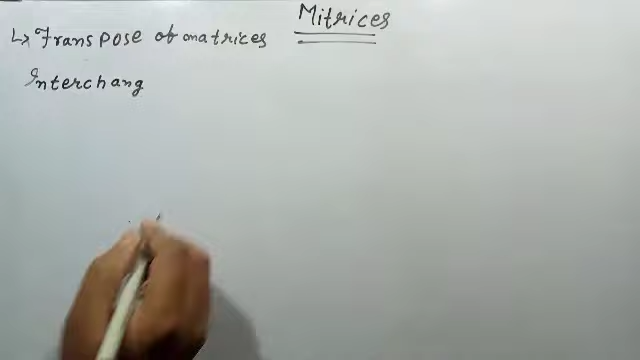 Mitrices
↳ Transpose of matrices
Interchang